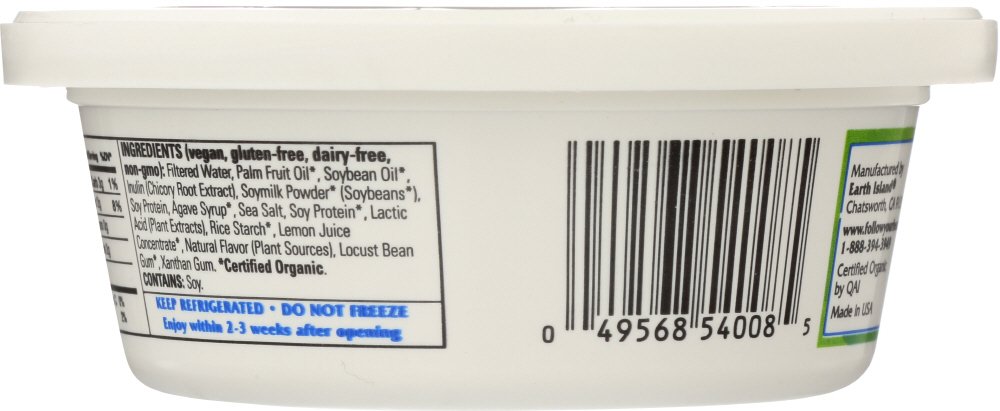 INGREDIENTS (vegan, gluten-free, dairy-free,
non-gmo): Filtered Water, Palm Fruit Oil*, Soybean Oil*,
Inulin (Chicory Root Extract), Soymilk Powder* (Soybeans*),
Soy Protein, Agave Syrup*, Sea Salt, Soy Protein*, Lactic
Acid (Plant Extracts), Rice Starch*, Lemon Juice
Concentrate*, Natural Flavor (Plant Sources), Locust Bean
Gum*, Xanthan Gum. *Certified Organic.
CONTAINS: Soy.
KEEP REFRIGERATED • DO NOT FREEZE
Enjoy within 2-3 weeks after opening
0 49568 54008 5
Manufactured by
Earth Island®
Chatsworth, CA
1-888-394-3949
Certified Organic
by QAI
Made in USA